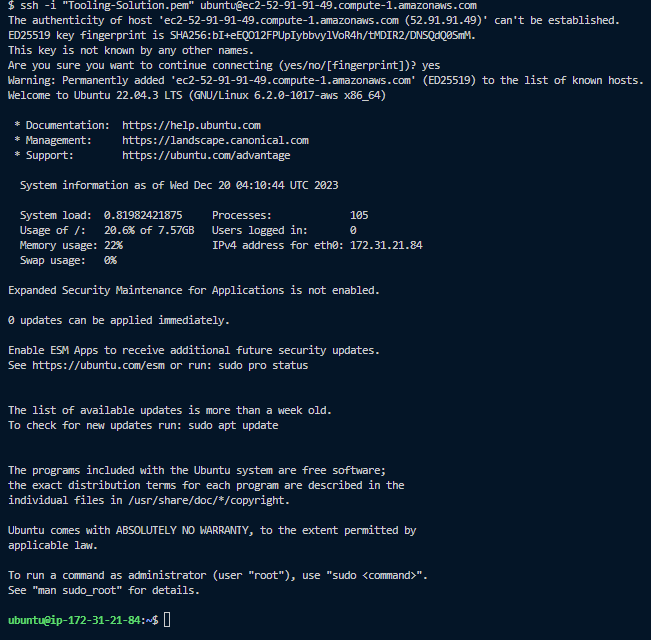 $ ssh -i "Tooling-Solution.pem" ubuntu@ec2-52-91-91-49.compute-1.amazonaws.com
The authenticity of host 'ec2-52-91-91-49.compute-1.amazonaws.com (52.91.91.49)' can't be established.
ED25519 key fingerprint is SHA256:bI+eEQO12FPUpIybbvylVoR4h/tMDIR2/DNSQdQ0SmM.
This key is not known by any other names.
Are you sure you want to continue connecting (yes/no/[fingerprint])? yes
Warning: Permanently added 'ec2-52-91-91-49.compute-1.amazonaws.com' (ED25519) to the list of known hosts.
Welcome to Ubuntu 22.04.3 LTS (GNU/Linux 6.2.0-1017-aws x86_64)

 * Documentation:  https://help.ubuntu.com
 * Management:     https://landscape.canonical.com
 * Support:        https://ubuntu.com/advantage

  System information as of Wed Dec 20 04:10:44 UTC 2023

  System load:  0.81982421875     Processes:             105
  Usage of /:   20.6% of 7.57GB   Users logged in:       0
  Memory usage: 22%               IPv4 address for eth0: 172.31.21.84
  Swap usage:   0%

Expanded Security Maintenance for Applications is not enabled.

0 updates can be applied immediately.

Enable ESM Apps to receive additional future security updates.
See https://ubuntu.com/esm or run: sudo pro status

The list of available updates is more than a week old.
To check for new updates run: sudo apt update

The programs included with the Ubuntu system are free software;
the exact distribution terms for each program are described in the
individual files in /usr/share/doc/*/copyright.

Ubuntu comes with ABSOLUTELY NO WARRANTY, to the extent permitted by
applicable law.

To run a command as administrator (user "root"), use "sudo <command>".
See "man sudo_root" for details.

ubuntu@ip-172-31-21-84:~$